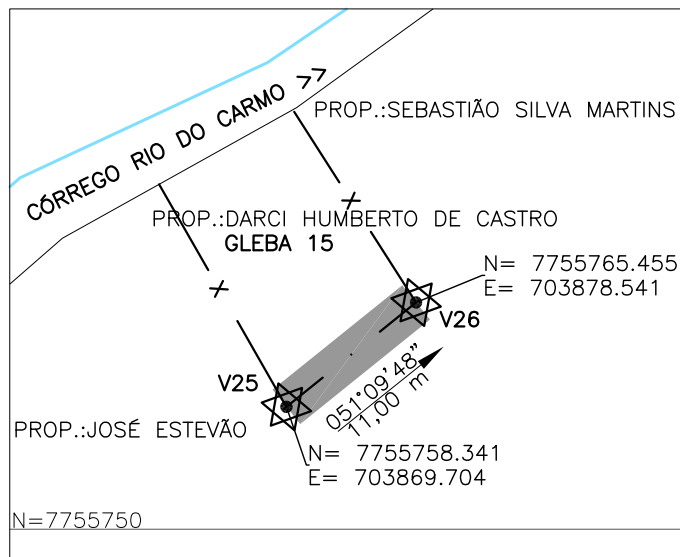 CÓRREGO RIO DO CARMO >>
PROP.:SEBASTIÃO SILVA MARTINS
PROP.:DARCI HUMBERTO DE CASTRO
GLEBA 15
N= 7755765.455
E= 703878.541
V26
V25
051°09'48"
11,00 m
PROP.:JOSÉ ESTEVÃO
N= 7755758.341
E= 703869.704
N=7755750